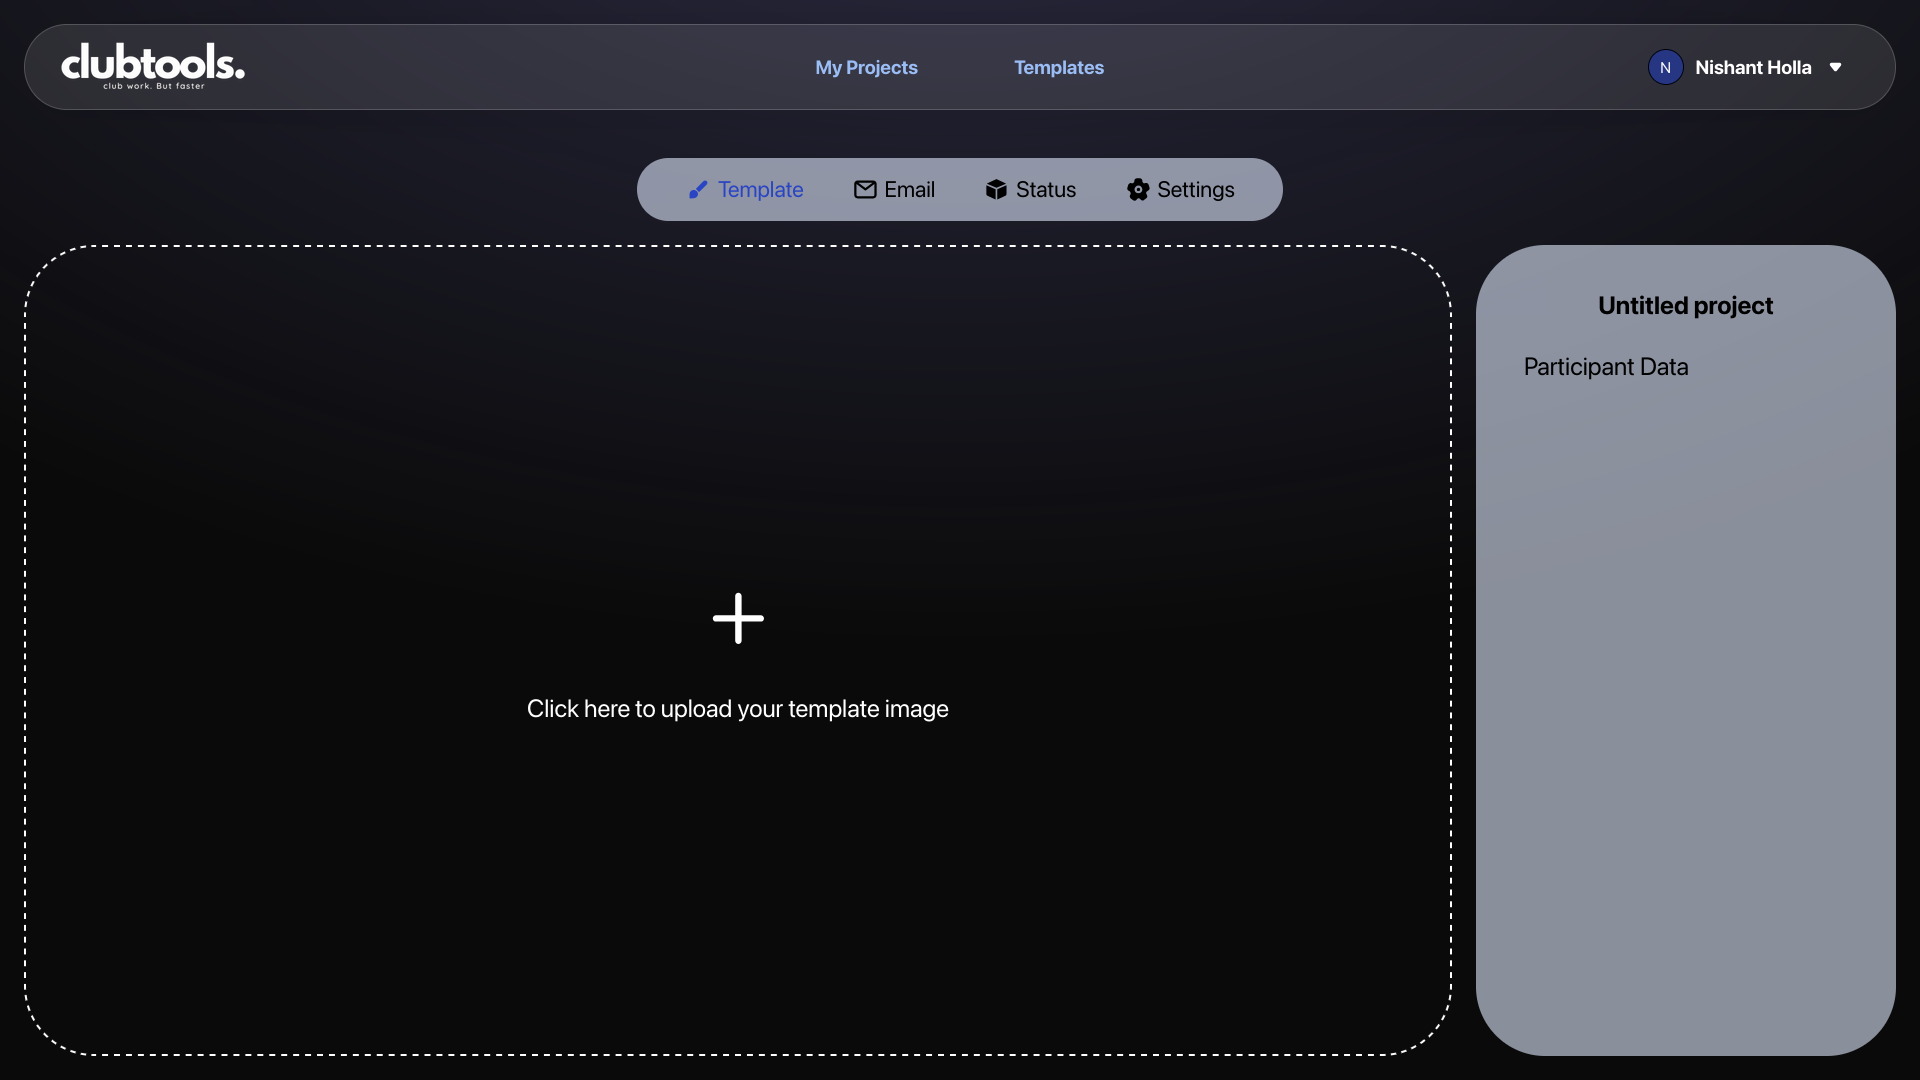 clubtools.
club work. But faster
My Projects
Templates
N
Nishant Holla
Template
Email
Status
Settings
Click here to upload your template image
Untitled project
Participant Data